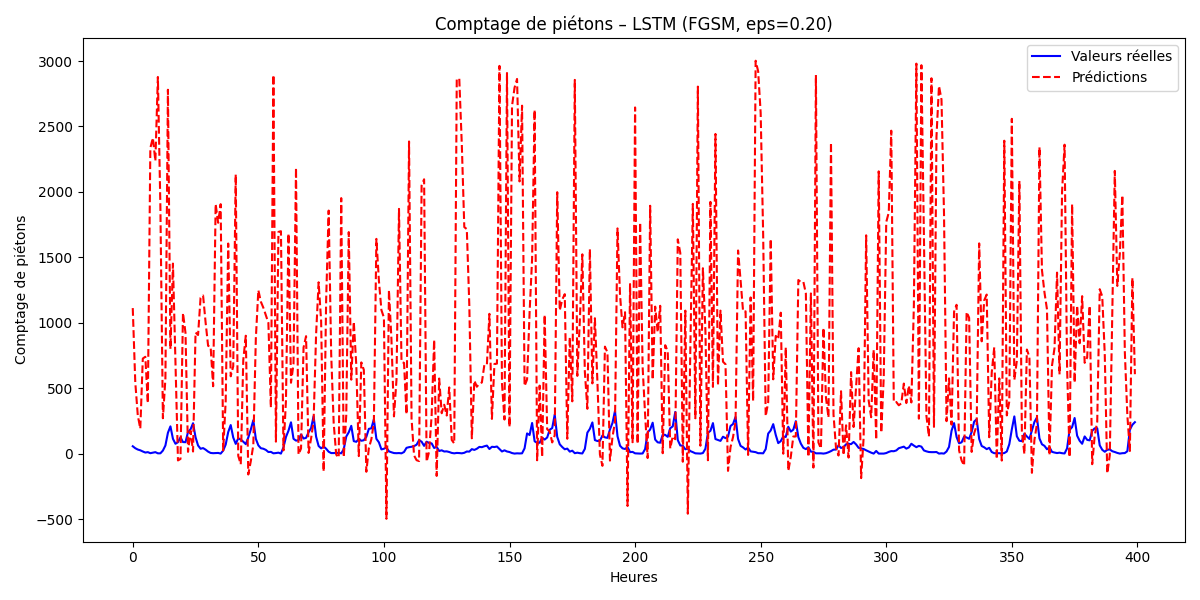 Comptage de piétons – LSTM (FGSM, eps=0.20)
Valeurs réelles
Prédictions
Comptage de piétons
3000
2500
2000
1500
1000
500
0
−500
0 50 100 150 200 250 300 350 400
Heures